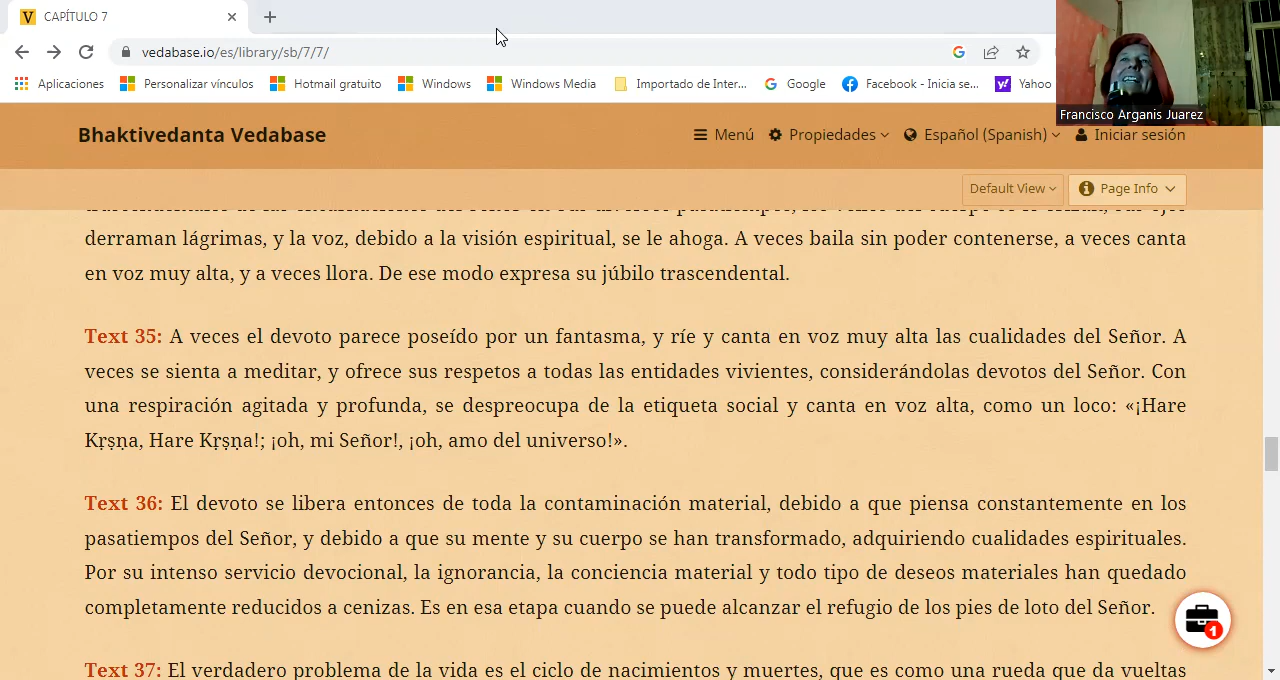 CAPÍTULO 7
vedabase.io/es/library/sb/7/7/
Aplicaciones Personalizar vínculos Hotmail gratuito Windows Windows Media Importado de Inter... Google Facebook - Inicia se... Yahoo
Francisco Arganis Juarez
Bhaktivedanta Vedabase Menú Propiedades Español (Spanish) Iniciar sesión
Default View Page Info
derraman lágrimas, y la voz, debido a la visión espiritual, se le ahoga. A veces baila sin poder contenerse, a veces canta
en voz muy alta, y a veces llora. De ese modo expresa su júbilo trascendental.
Text 35: A veces el devoto parece poseído por un fantasma, y ríe y canta en voz muy alta las cualidades del Señor. A
veces se sienta a meditar, y ofrece sus respetos a todas las entidades vivientes, considerándolas devotos del Señor. Con
una respiración agitada y profunda, se despreocupa de la etiqueta social y canta en voz alta, como un loco: «¡Hare
Kṛṣṇa, Hare Kṛṣṇa!; ¡oh, mi Señor!, ¡oh, amo del universo!».
Text 36: El devoto se libera entonces de toda la contaminación material, debido a que piensa constantemente en los
pasatiempos del Señor, y debido a que su mente y su cuerpo se han transformado, adquiriendo cualidades espirituales.
Por su intenso servicio devocional, la ignorancia, la conciencia material y todo tipo de deseos materiales han quedado
completamente reducidos a cenizas. Es en esa etapa cuando se puede alcanzar el refugio de los pies de loto del Señor.
1
Text 37: El verdadero problema de la vida es el ciclo de nacimientos y muertes, que es como una rueda que da vueltas